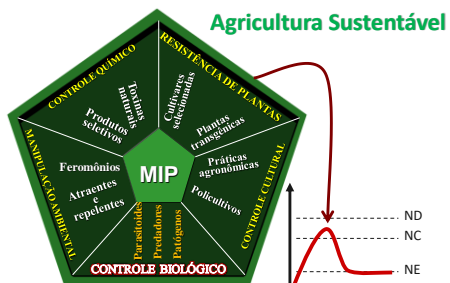 Agricultura Sustentável
CONTROLE QUÍMICO
Toxinas
naturais
Produtos
seletivos
RESISTÊNCIA DE PLANTAS
Cultivares
selecionadas
Plantas
transgênicas
MANIPULAÇÃO AMBIENTAL
Feromônios
Atraentes
e
repelentes
MIP
CONTROLE CULTURAL
Práticas
agronômicas
Policultivos
Parasitoides
Predadores
Patógenos
CONTROLE BIOLÓGICO
ND
NC
NE